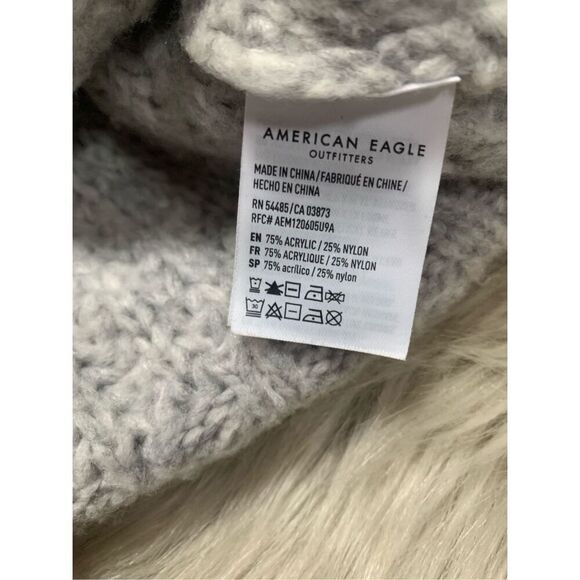 AMERICAN EAGLE
OUTFITTERS
MADE IN CHINA/FABRIQUÉ EN CHINE/
HECHO EN CHINA
RN 54485/CA 03873
RFC# AEM120605U9A
EN 75% ACRYLIC / 25% NYLON
FR 75% ACRYLIQUE / 25% NYLON
SP 75% acrílico / 25% nylon
30